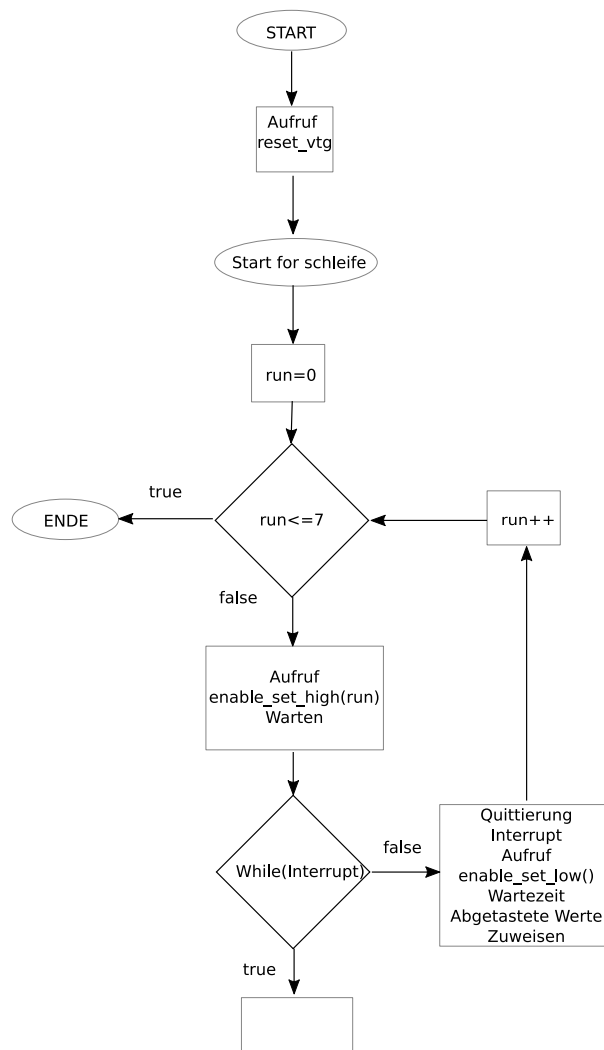 START
Aufruf
reset_vtg
Start for schleife
run=0
true
ENDE
run<=7
run++
false
Aufruf
enable_set_high(run)
Warten
While(Interrupt)
false
Quittierung
Interrupt
Aufruf
enable_set_low()
Wartezeit
Abgetastete Werte
Zuweisen
true